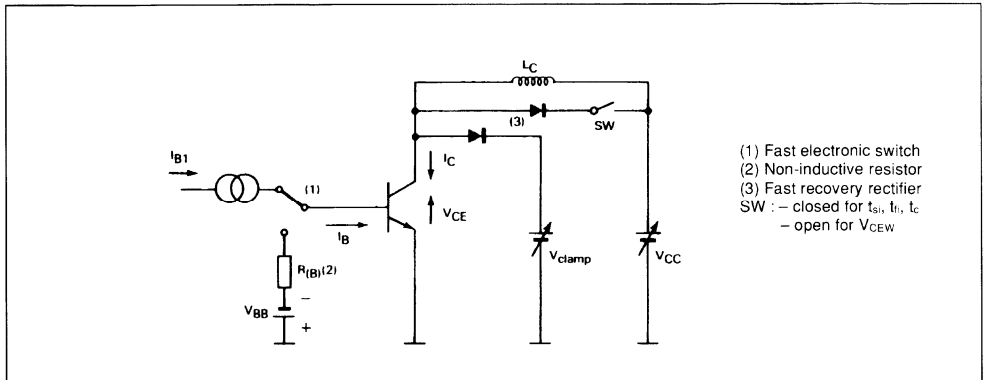 L_C
(3)
SW
I_B1
(1)
I_C
V_CE
I_B
R_(B)(2)
V_BB
−
+
V_clamp
V_CC
(1) Fast electronic switch
(2) Non-inductive resistor
(3) Fast recovery rectifier
SW : – closed for t_si, t_fi, t_c
– open for V_CEW